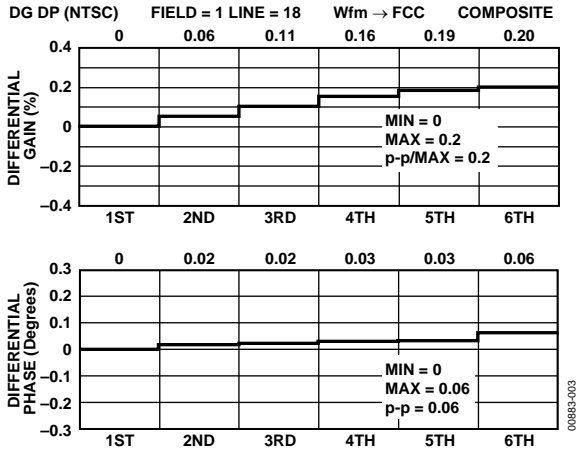 DG DP (NTSC) FIELD = 1 LINE = 18 Wfm → FCC COMPOSITE
0 0.06 0.11 0.16 0.19 0.20
DIFFERENTIAL
GAIN (%)
0.4
0.2
0
–0.2
–0.4
MIN = 0
MAX = 0.2
p-p/MAX = 0.2
1ST 2ND 3RD 4TH 5TH 6TH
0 0.02 0.02 0.03 0.03 0.06
DIFFERENTIAL
PHASE (Degrees)
0.3
0.2
0.1
0
–0.1
–0.2
–0.3
MIN = 0
MAX = 0.06
p-p = 0.06
1ST 2ND 3RD 4TH 5TH 6TH
00883-003